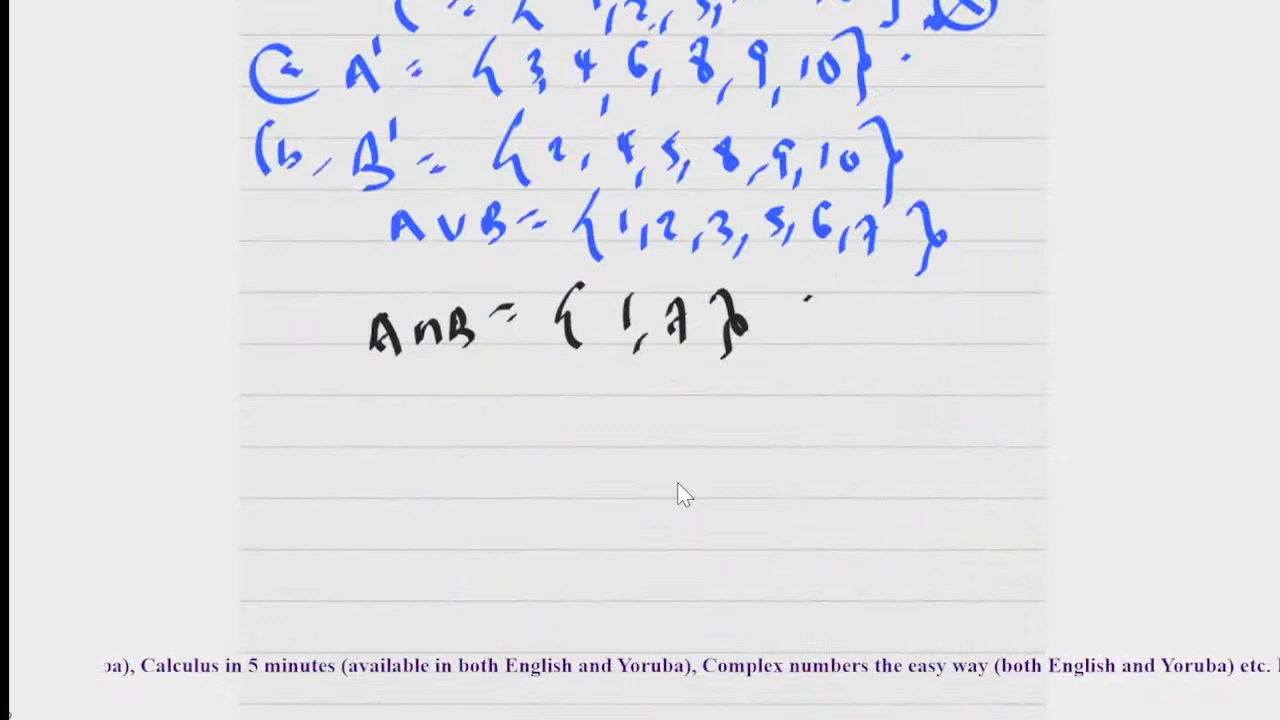 A' = { 3, 4, 6, 8, 9, 10}.
(b, B' = { 2, 4, 5, 8, 9, 10}
A ∪ B = { 1, 2, 3, 5, 6, 7 }
A ∩ B = { 1, 7 }
Calculus in 5 minutes (available in both English and Yoruba), Complex numbers the easy way (both English and Yoruba) etc.